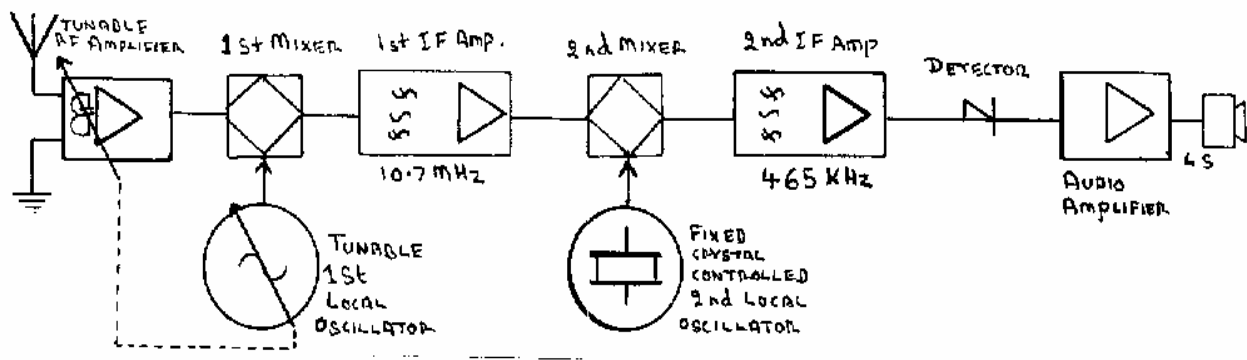 TUNABLE
RF AMPLIFIER
1st MIXER
1st IF AMP.
10.7 MHz
2nd MIXER
2nd IF AMP
465 KHz
DETECTOR
AUDIO
AMPLIFIER
LS
TUNABLE
1St
LOCAL
OSCILLATOR
FIXED
CRYSTAL
CONTROLLED
2nd LOCAL
OSCILLATOR